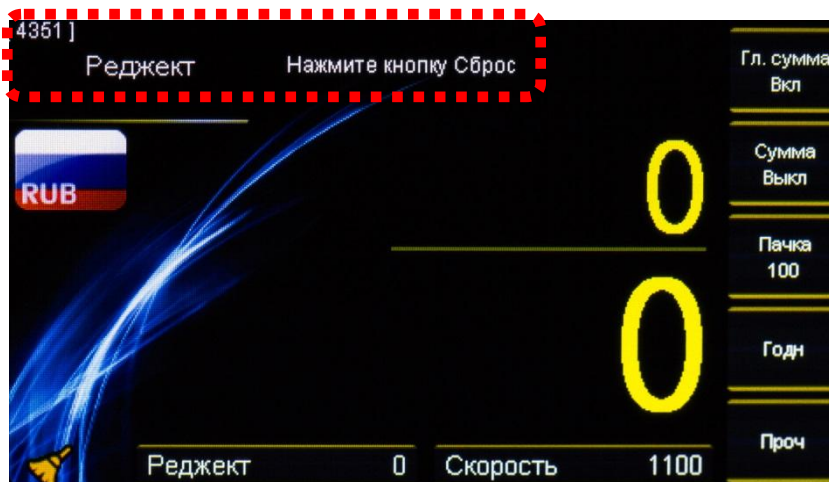 4351 ]
Реджект
Нажмите кнопку Сброс
RUB
0
0
Гл. сумма
Вкл
Сумма
Выкл
Пачка
100
Годн
Проч
Реджект 0
Скорость 1100